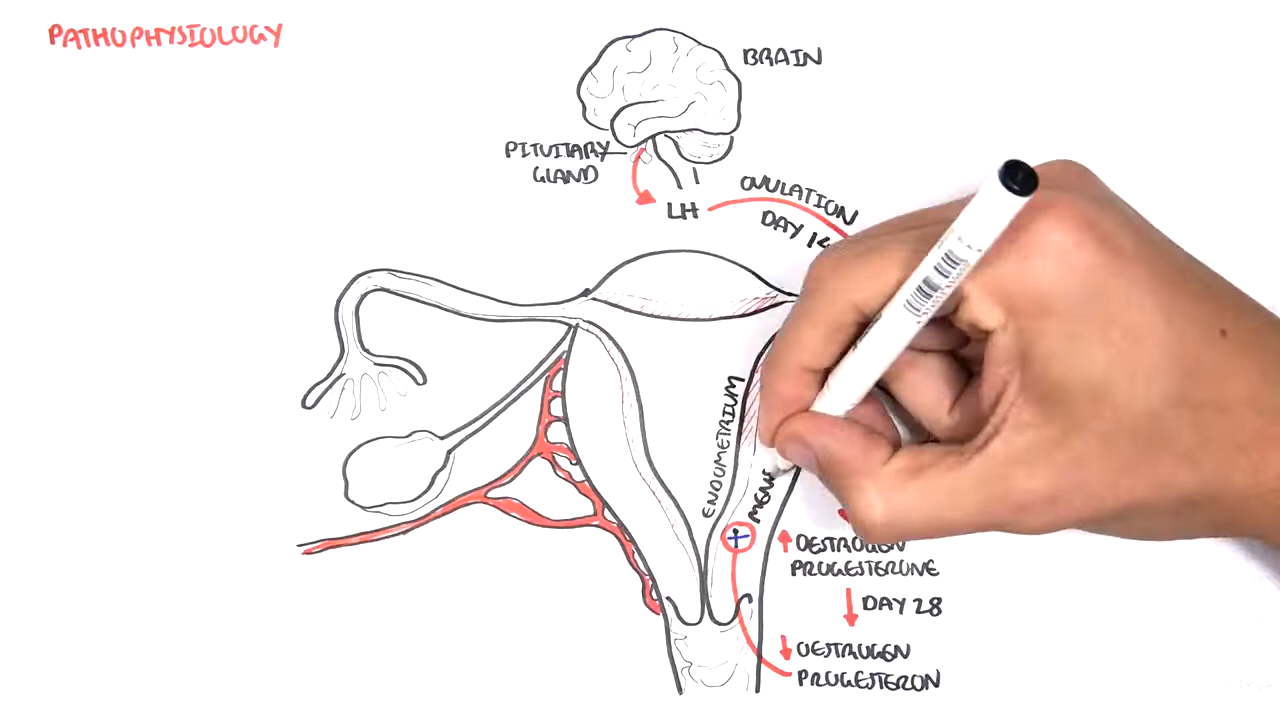 PATHOPHYSIOLOGY
BRAIN
PITUITARY
GLAND
LH
OVULATION
DAY 14
ENDOMETRIUM
OESTROGEN
PROGESTERONE
DAY 28
OESTROGEN
PROGESTERON